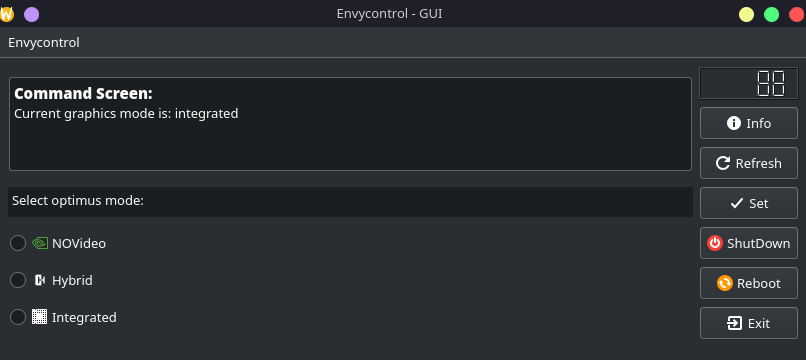 Envycontrol - GUI
Envycontrol
Command Screen:
Current graphics mode is: integrated
Select optimus mode:
NOVideo
Hybrid
Integrated
00
Info
Refresh
Set
ShutDown
Reboot
Exit